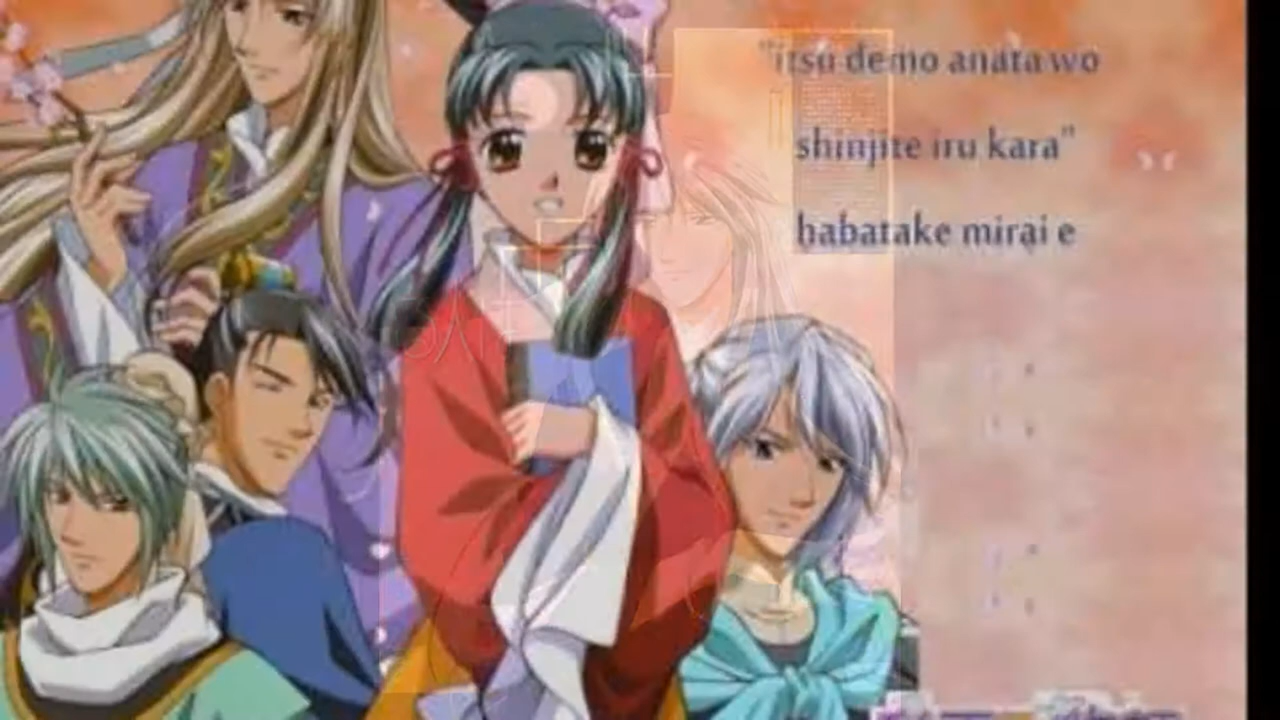 "itsu demo anata wo
shinjite iru kara"
habatake mirai e